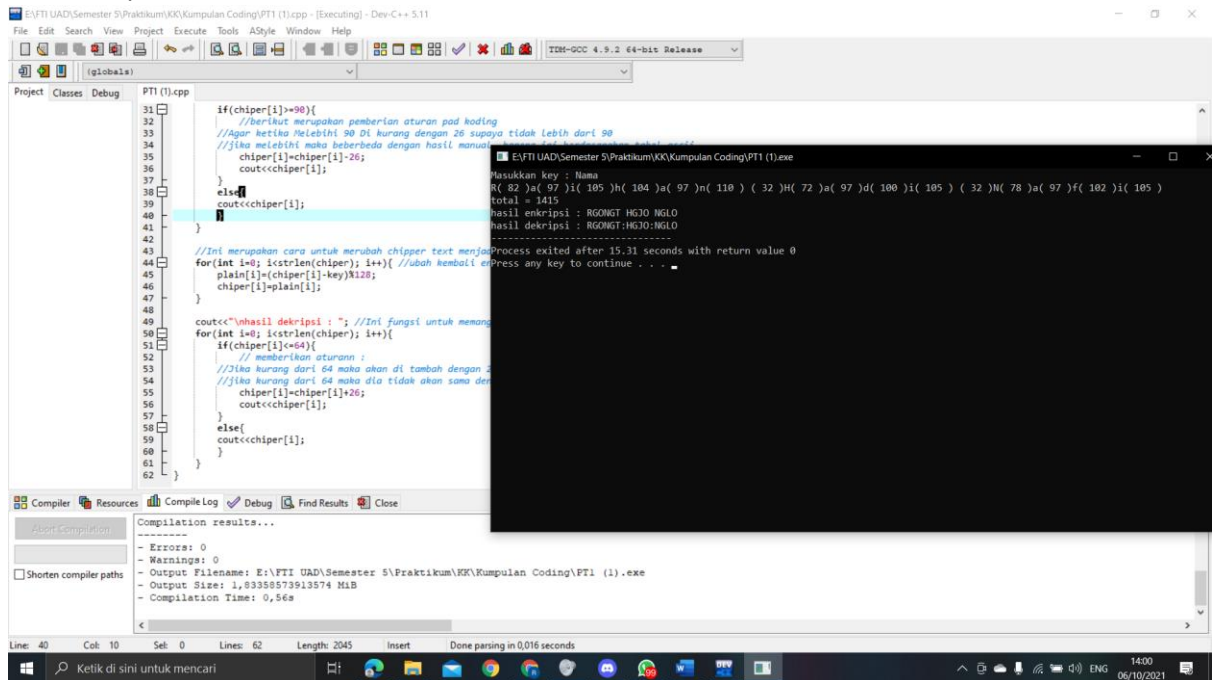 E:\FTI UAD\Semester 5\Praktikum\KK\Kumpulan Coding\PT1 (1).cpp - [Executing] - Dev-C++ 5.11
File Edit Search View Project Execute Tools AStyle Window Help
TDM-GCC 4.9.2 64-bit Release
(globals)
Project Classes Debug PT1 (1).cpp
31 if(chiper[i]>=90){
32 //berikut merupakan pemberian aturan pad koding
33 //Agar ketika Melebihi 90 Di kurang dengan 26 supaya tidak lebih dari 90
34 //jika melebihi maka beberbeda dengan hasil manual
35 chiper[i]=chiper[i]-26;
36 cout<<chiper[i];
37 }
38 else{
39 cout<<chiper[i];
40 }
41 }
42
43 //Ini merupakan cara untuk merubah chipper text menjad
44 for(int i=0; i<strlen(chiper); i++){ //ubah kembali en
45 plain[i]=(chiper[i]-key)%128;
46 chiper[i]=plain[i];
47 }
48
49 cout<<"\nhasil dekripsi : "; //Ini fungsi untuk memang
50 for(int i=0; i<strlen(chiper); i++){
51 if(chiper[i]<=64){
52 // memberikan aturann :
53 //Jika kurang dari 64 maka akan di tambah dengan 2
54 //jika kurang dari 64 maka dia tidak akan sama den
55 chiper[i]=chiper[i]+26;
56 cout<<chiper[i];
57 }
58 else{
59 cout<<chiper[i];
60 }
61 }
62 }
E:\FTI UAD\Semester 5\Praktikum\KK\Kumpulan Coding\PT1 (1).exe
Masukkan key : Nama
R( 82 )a( 97 )i( 105 )h( 104 )a( 97 )n( 110 ) ( 32 )H( 72 )a( 97 )d( 100 )i( 105 ) ( 32 )N( 78 )a( 97 )f( 102 )i( 105 )
total = 1415
hasil enkripsi : RGONGT HGJO NGLO
hasil dekripsi : RGONGT:HGJO:NGLO
--------------------------------
Process exited after 15.31 seconds with return value 0
Press any key to continue . . .
Compiler Resources Compile Log Debug Find Results Close
Abort Compilation
Shorten compiler paths
Compilation results...
--------
- Errors: 0
- Warnings: 0
- Output Filename: E:\FTI UAD\Semester 5\Praktikum\KK\Kumpulan Coding\PT1 (1).exe
- Output Size: 1,83358573913574 MiB
- Compilation Time: 0,56s
Line: 40 Col: 10 Sel: 0 Lines: 62 Length: 2045 Insert Done parsing in 0,016 seconds
Ketik di sini untuk mencari
ENG
14:00
06/10/2021